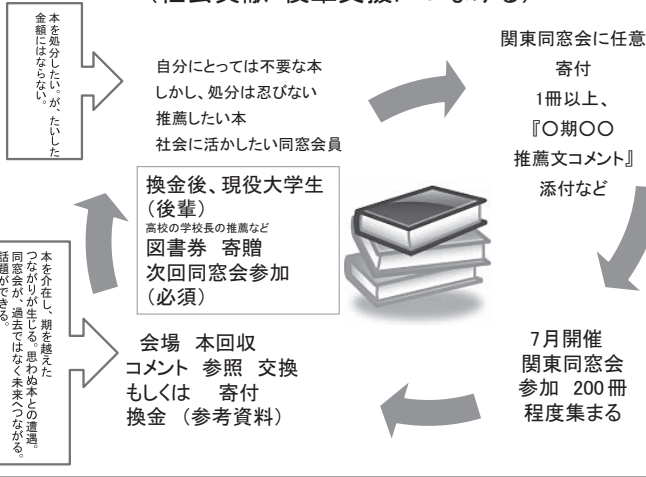 (社会貢献、後輩支援につなげる)
本を処分したい。が、たいした
金額にはならない。
自分にとっては不要な本
しかし、処分は忍びない
推薦したい本
社会に活かしたい同窓会員
関東同窓会に任意
寄付
1冊以上、
『〇期〇〇
推薦文コメント』
添付など
7月開催
関東同窓会
参加 200冊
程度集まる
会場 本回収
コメント 参照 交換
もしくは 寄付
換金 (参考資料)
本を介在し、期を越えた
つながりが生じる。思わぬ本との遭遇。
同窓会が、過去ではなく未来へつながる。
話題ができる。
換金後、現役大学生
(後輩)
高校の学校長の推薦など
図書券 寄贈
次回同窓会参加
(必須)